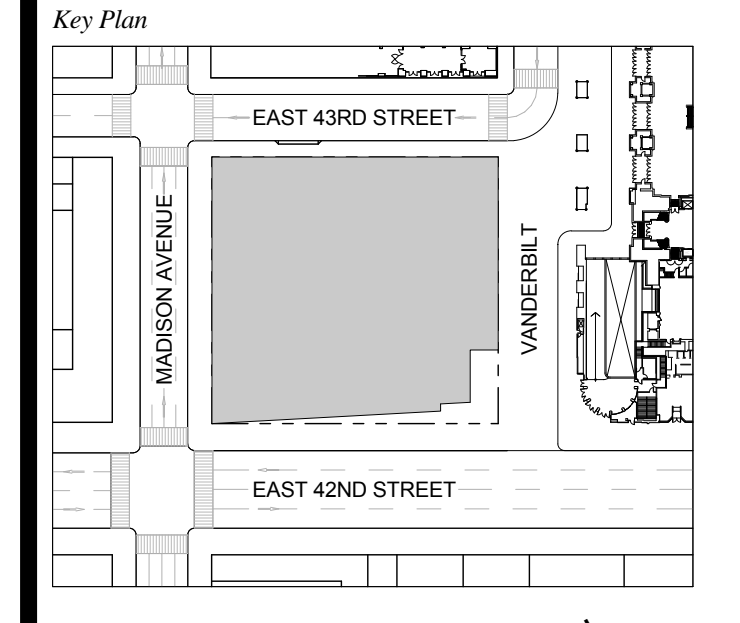 Key Plan
EAST 43RD STREET
MADISON AVENUE
VANDERBILT
EAST 42ND STREET